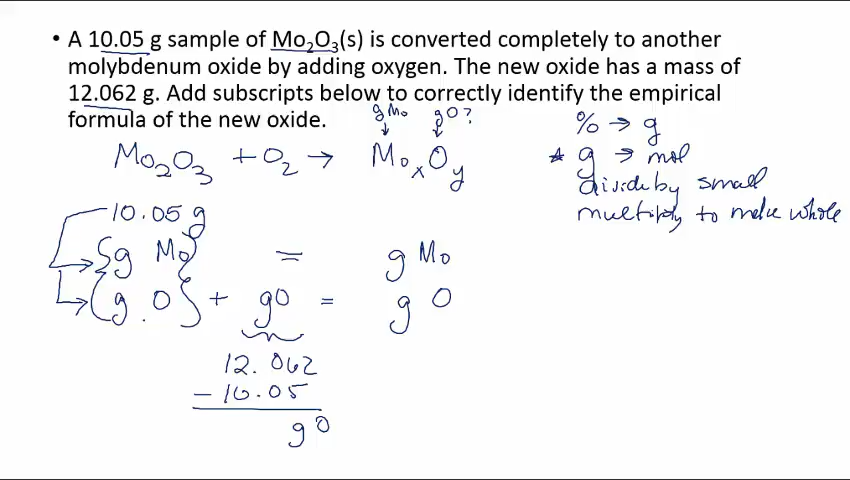 • A 10.05 g sample of Mo₂O₃(s) is converted completely to another
molybdenum oxide by adding oxygen. The new oxide has a mass of
12.062 g. Add subscripts below to correctly identify the empirical
formula of the new oxide.
g Mo g O?
↓ ↓
Mo₂O₃ + O₂ → MoₓOᵧ
% → g
* g → mol
divide by small
multiply to make whole
10.05 g
{g Mo} = g Mo
{g O} + gO = g O
12.062
− 10.05
g O